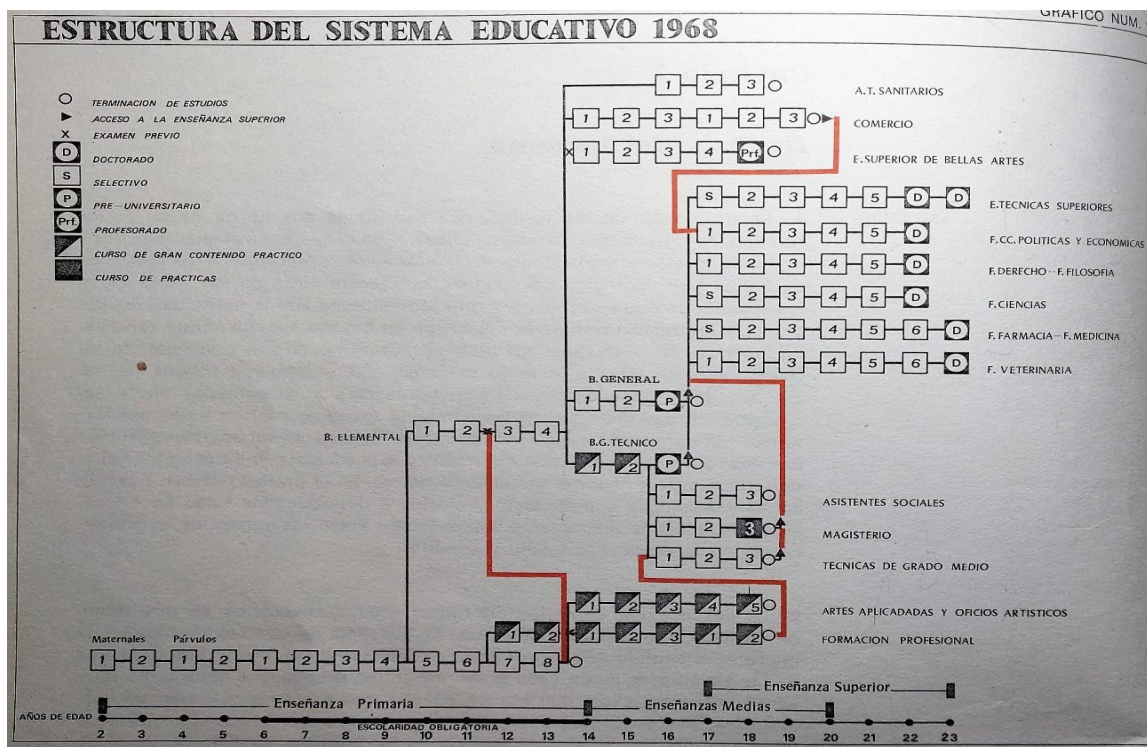 GRAFICO NUM.
ESTRUCTURA DEL SISTEMA EDUCATIVO 1968
TERMINACION DE ESTUDIOS
ACCESO A LA ENSEÑANZA SUPERIOR
X EXAMEN PREVIO
D DOCTORADO
S SELECTIVO
P PRE-UNIVERSITARIO
Prf. PROFESORADO
CURSO DE GRAN CONTENIDO PRACTICO
CURSO DE PRACTICAS
1 2 3 A.T. SANITARIOS
1 2 3 1 2 3 COMERCIO
X 1 2 3 4 Prf. E.SUPERIOR DE BELLAS ARTES
S 2 3 4 5 D D E.TECNICAS SUPERIORES
1 2 3 4 5 D F.CC.POLITICAS Y ECONOMICAS
1 2 3 4 5 D F.DERECHO--F.FILOSOFIA
S 2 3 4 5 D F.CIENCIAS
S 2 3 4 5 6 D F.FARMACIA--F.MEDICINA
1 2 3 4 5 6 D F. VETERINARIA
B. GENERAL
1 2 P
B. ELEMENTAL 1 2 X 3 4
B.G.TECNICO
1 2 P
1 2 3 ASISTENTES SOCIALES
1 2 3 MAGISTERIO
1 2 3 TECNICAS DE GRADO MEDIO
1 2 3 4 5 ARTES APLICADADAS Y OFICIOS ARTISTICOS
1 2 1 2 3 1 2 FORMACION PROFESIONAL
Maternales Párvulos
1 2 1 2 1 2 3 4 5 6 7 8
Enseñanza Superior
Enseñanza Primaria Enseñanzas Medias
AÑOS DE EDAD
ESCOLARIDAD OBLIGATORIA
2 3 4 5 6 7 8 9 10 11 12 13 14 15 16 17 18 19 20 21 22 23